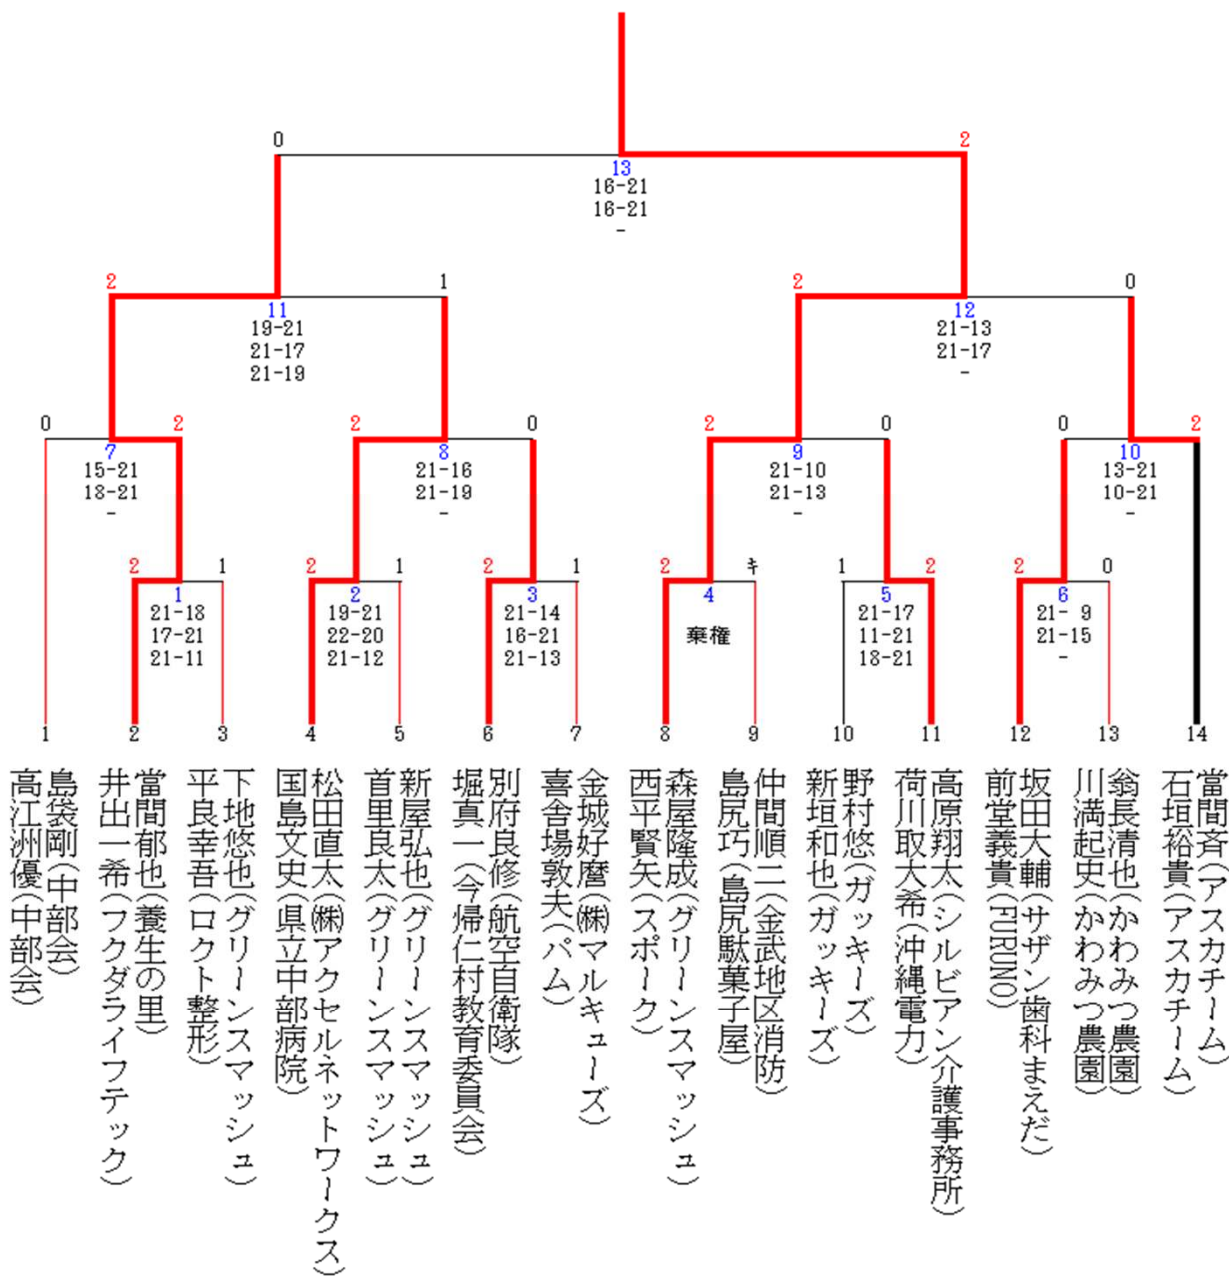 0
2
13
16-21
16-21
-
2
1
2
0
11
19-21
21-17
21-19
12
21-13
21-17
-
0
2
2
0
2
0
0
2
7
15-21
18-21
-
8
21-16
21-19
-
9
21-10
21-13
-
10
13-21
10-21
-
2
1
2
1
2
1
2
キ
1
2
2
0
1
21-18
17-21
21-11
2
19-21
22-20
21-12
3
21-14
16-21
21-13
4
棄権
5
21-17
11-21
18-21
6
21- 9
21-15
-
1
2
3
4
5
6
7
8
9
10
11
12
13
14
島袋剛(中部会)
高江洲優(中部会)
當間郁也(養生の里)
井出一希(フクダライフテック)
下地悠也(グリーンスマッシュ)
平良幸吾(ロクト整形)
松田直太(㈱アクセルネットワークス)
国島文史(県立中部病院)
新屋弘也(グリーンスマッシュ)
首里良太(グリーンスマッシュ)
別府良修(航空自衛隊)
堀真一(今帰仁村教育委員会)
金城好麿(㈱マルキューズ)
喜舎場敦夫(パム)
森屋隆成(グリーンスマッシュ)
西平賢矢(スポーク)
仲間順二(金武地区消防)
島尻巧(島尻駄菓子屋)
野村悠(ガッキーズ)
新垣和也(ガッキーズ)
高原翔太(シルビアン介護事務所)
荷川取大希(沖縄電力)
坂田大輔(サザン歯科まえだ)
前堂義貴(FURUNO)
翁長清也(かわみつ農園)
川満起史(かわみつ農園)
當間斉(アスカチーム)
石垣裕貴(アスカチーム)